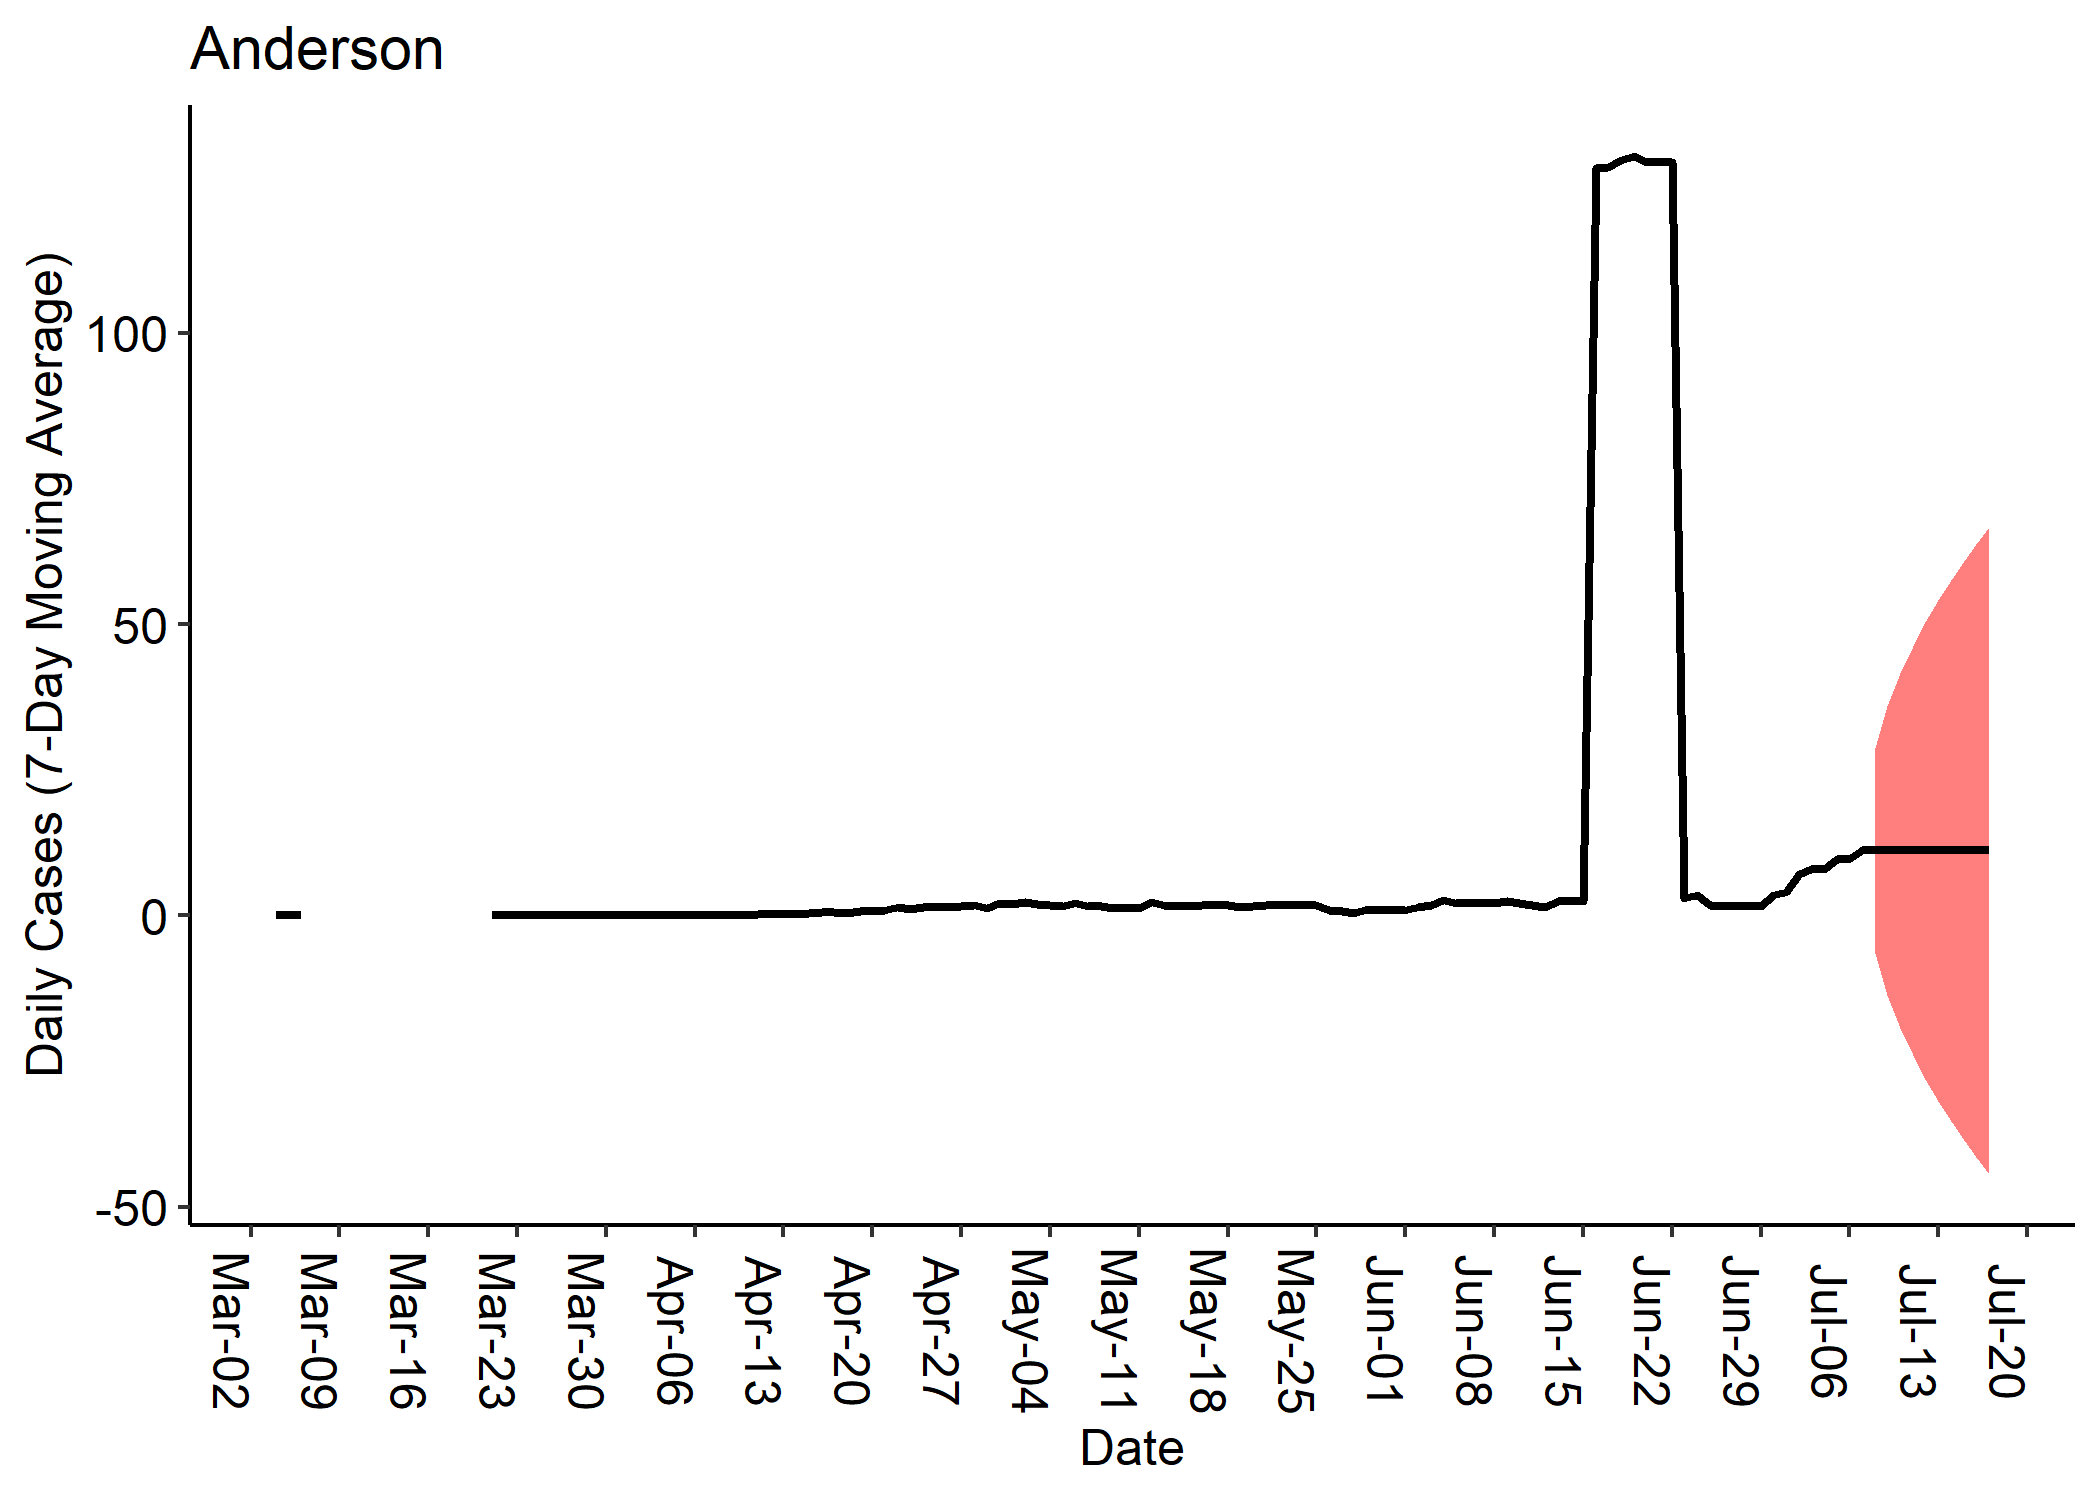 Anderson
Daily Cases (7-Day Moving Average)
100
50
0
-50
Mar-02
Mar-09
Mar-16
Mar-23
Mar-30
Apr-06
Apr-13
Apr-20
Apr-27
May-04
May-11
May-18
May-25
Jun-01
Jun-08
Jun-15
Jun-22
Jun-29
Jul-06
Jul-13
Jul-20
Date